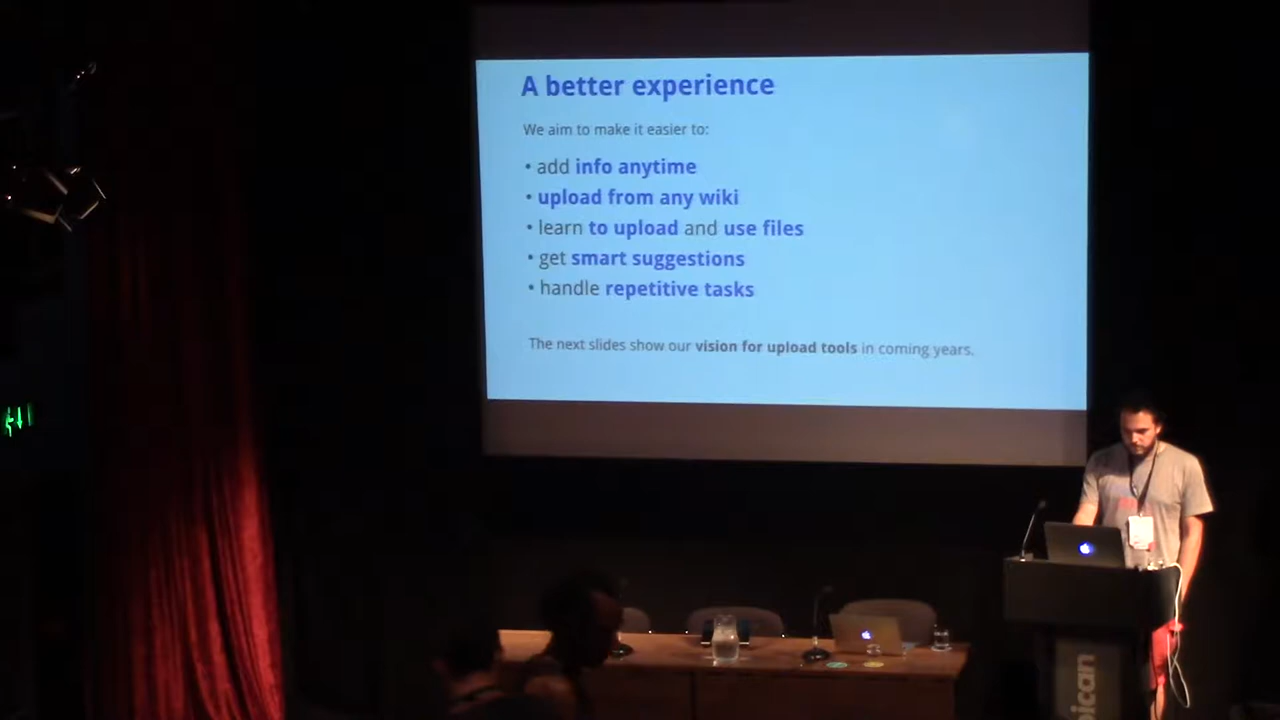 A better experience
We aim to make it easier to:
• add info anytime
• upload from any wiki
• learn to upload and use files
• get smart suggestions
• handle repetitive tasks
The next slides show our vision for upload tools in coming years.
bican